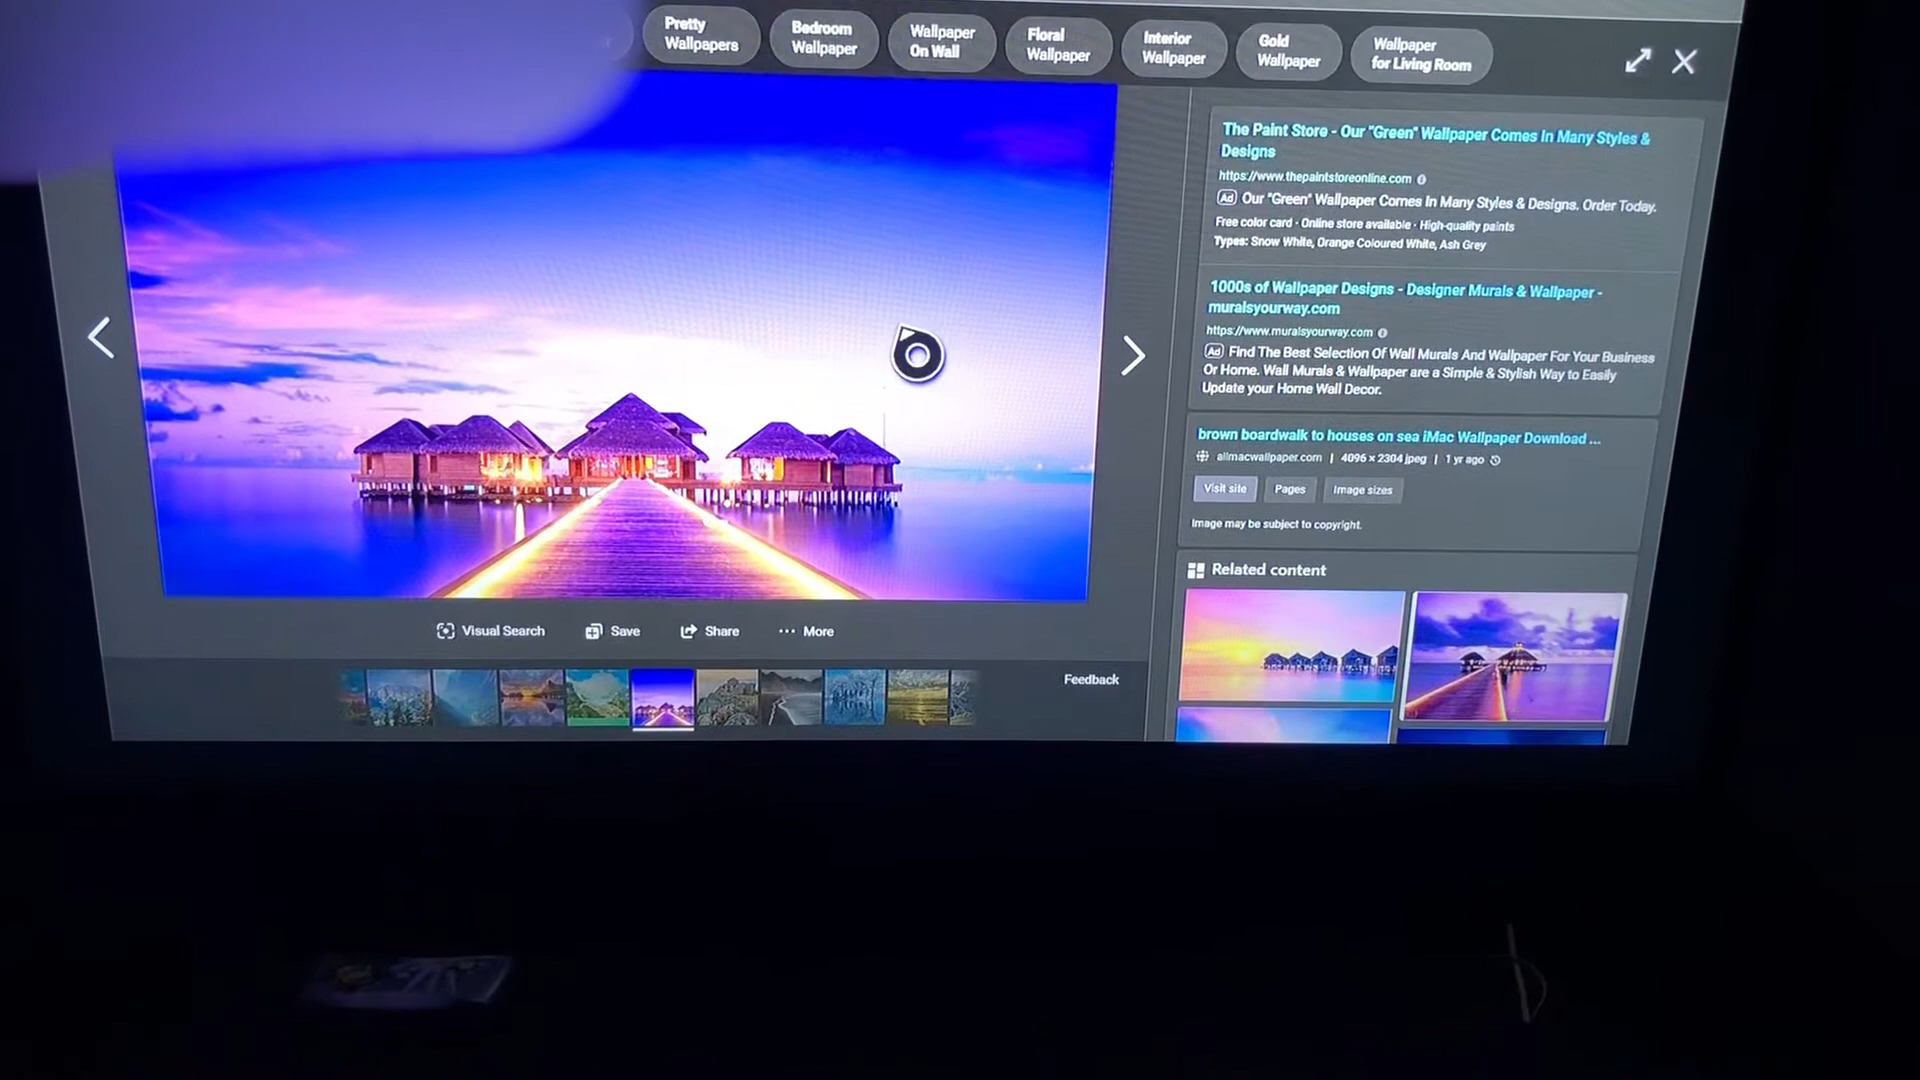 Pretty
Wallpapers
Bedroom
Wallpaper
Wallpaper
On Wall
Floral
Wallpaper
Interior
Wallpaper
Gold
Wallpaper
Wallpaper
for Living Room
The Paint Store - Our "Green" Wallpaper Comes In Many Styles &
Designs
https://www.thepaintstoreonline.com
Ad Our "Green" Wallpaper Comes In Many Styles & Designs. Order Today.
Free color card · Online store available · High-quality paints
Types: Snow White, Orange Coloured White, Ash Grey
1000s of Wallpaper Designs - Designer Murals & Wallpaper -
muralsyourway.com
https://www.muralsyourway.com
Ad Find The Best Selection Of Wall Murals And Wallpaper For Your Business
Or Home. Wall Murals & Wallpaper are a Simple & Stylish Way to Easily
Update your Home Wall Decor.
brown boardwalk to houses on sea iMac Wallpaper Download ...
allmacwallpaper.com | 4096 × 2304 jpeg | 1 yr ago
Visit site Pages Image sizes
Image may be subject to copyright.
Related content
Visual Search Save Share ··· More
Feedback